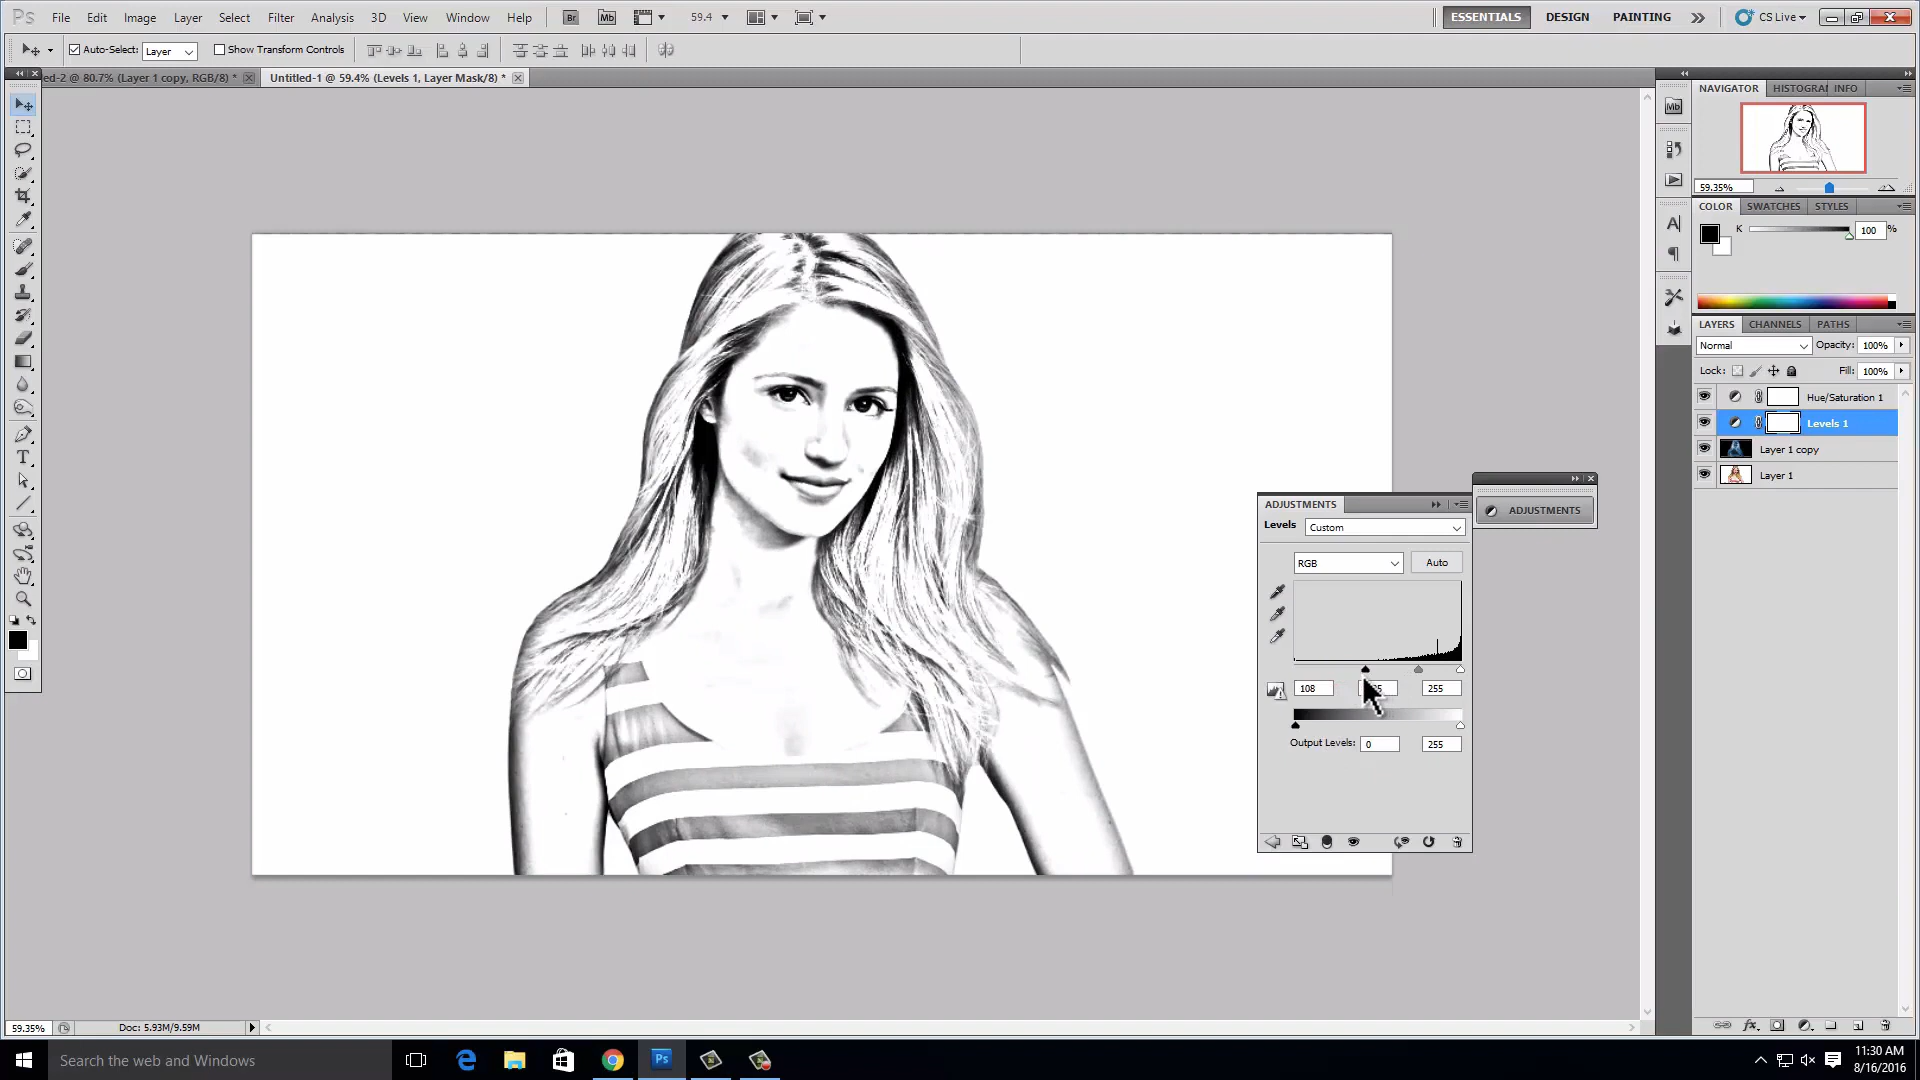 Ps File Edit Image Layer Select Filter Analysis 3D View Window Help Br Mb 59.4 ESSENTIALS DESIGN PAINTING CS Live
Auto-Select: Layer Show Transform Controls
ed-2 @ 80.7% (Layer 1 copy, RGB/8) * Untitled-1 @ 59.4% (Levels 1, Layer Mask/8) *
NAVIGATOR HISTOGRAM INFO
Mb
59.35%
COLOR SWATCHES STYLES
K 100 %
LAYERS CHANNELS PATHS
Normal Opacity: 100%
Lock: Fill: 100%
Hue/Saturation 1
Levels 1
Layer 1 copy
Layer 1
ADJUSTMENTS
ADJUSTMENTS
Levels Custom
RGB Auto
108 255
Output Levels: 0 255
59.35% Doc: 5.93M/9.59M
Search the web and Windows
Ps
11:30 AM
8/16/2016